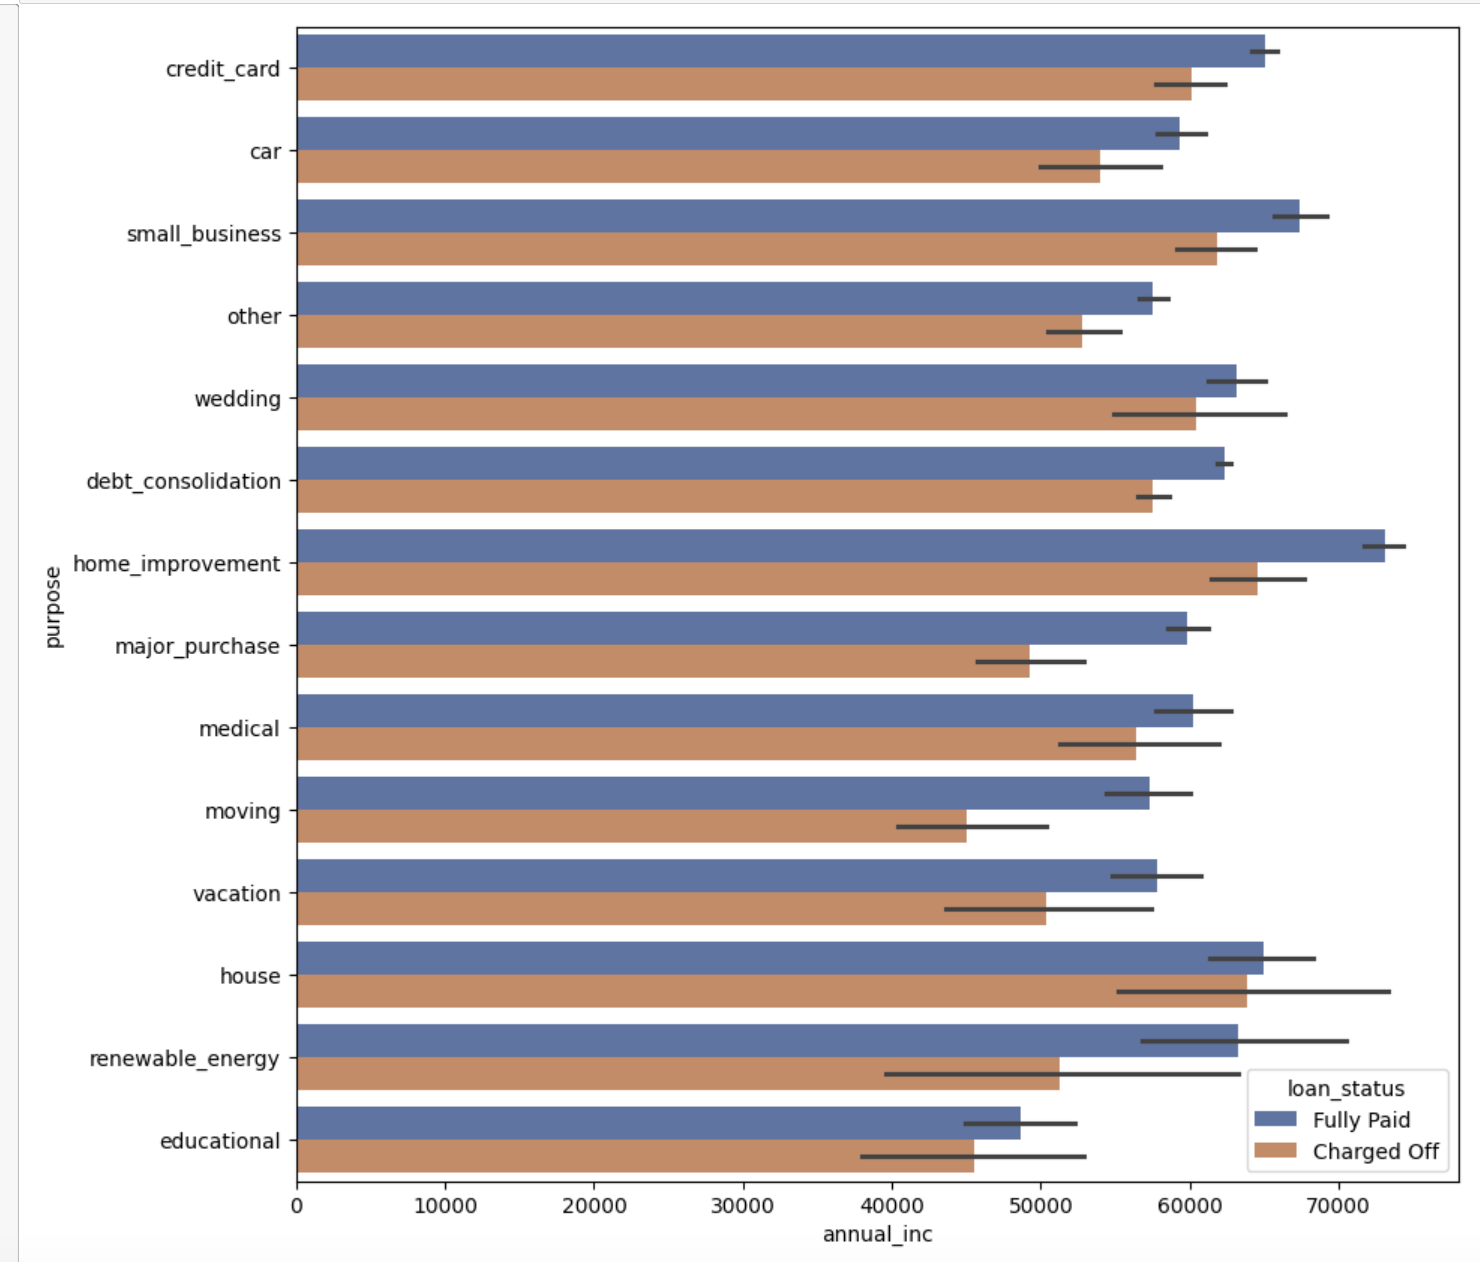 credit_card
car
small_business
other
wedding
debt_consolidation
home_improvement
major_purchase
medical
moving
vacation
house
renewable_energy
educational
purpose
loan_status
Fully Paid
Charged Off
0 10000 20000 30000 40000 50000 60000 70000
annual_inc